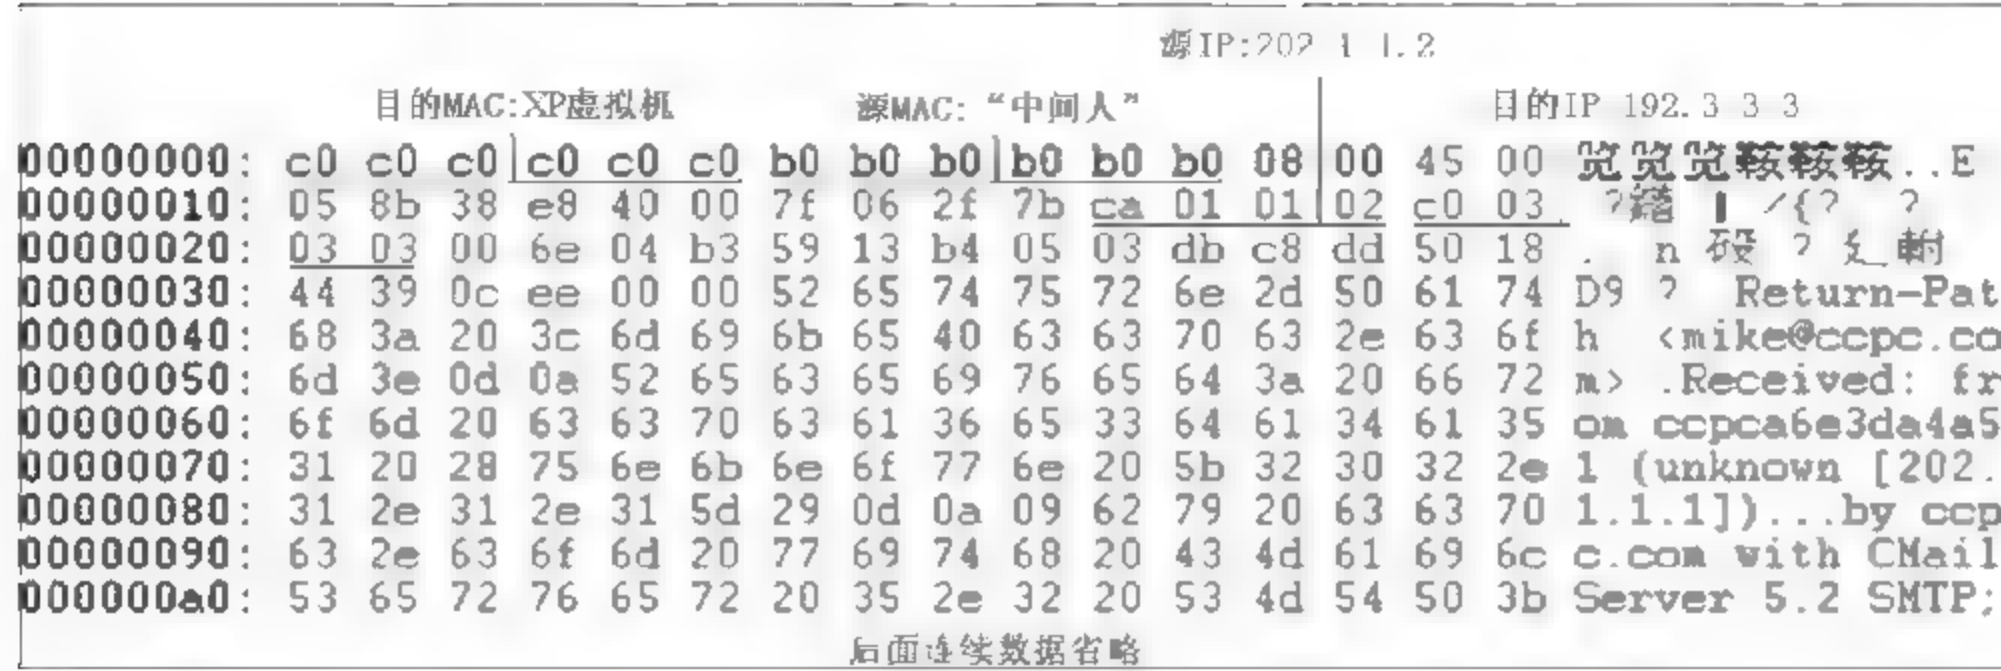 源IP:202 1 1.2
目的MAC:XP虚拟机 源MAC:“中间人” 目的IP 192.3 3 3
00000000: c0 c0 c0 c0 c0 c0 b0 b0 b0 b0 b0 b0 08 00 45 00 览览览鞍鞍鞍..E
00000010: 05 8b 38 e8 40 00 7f 06 2f 7b ca 01 01 02 c0 03 ?/{? ?
00000020: 03 03 00 6e 04 b3 59 13 b4 05 03 db c8 dd 50 18 . n ?
00000030: 44 39 0c ee 00 00 52 65 74 75 72 6e 2d 50 61 74 D9 ? Return-Pat
00000040: 68 3a 20 3c 6d 69 6b 65 40 63 63 70 63 2e 63 6f h <mike@ccpc.co
00000050: 6d 3e 0d 0a 52 65 63 65 69 76 65 64 3a 20 66 72 m> .Received: fr
00000060: 6f 6d 20 63 63 70 63 61 36 65 33 64 61 34 61 35 om ccpca6e3da4a5
00000070: 31 20 28 75 6e 6b 6e 6f 77 6e 20 5b 32 30 32 2e 1 (unknown [202.
00000080: 31 2e 31 2e 31 5d 29 0d 0a 09 62 79 20 63 63 70 1.1.1])...by ccp
00000090: 63 2e 63 6f 6d 20 77 69 74 68 20 43 4d 61 69 6c c.com with CMail
000000a0: 53 65 72 76 65 72 20 35 2e 32 20 53 4d 54 50 3b Server 5.2 SMTP;
后面连续数据省略